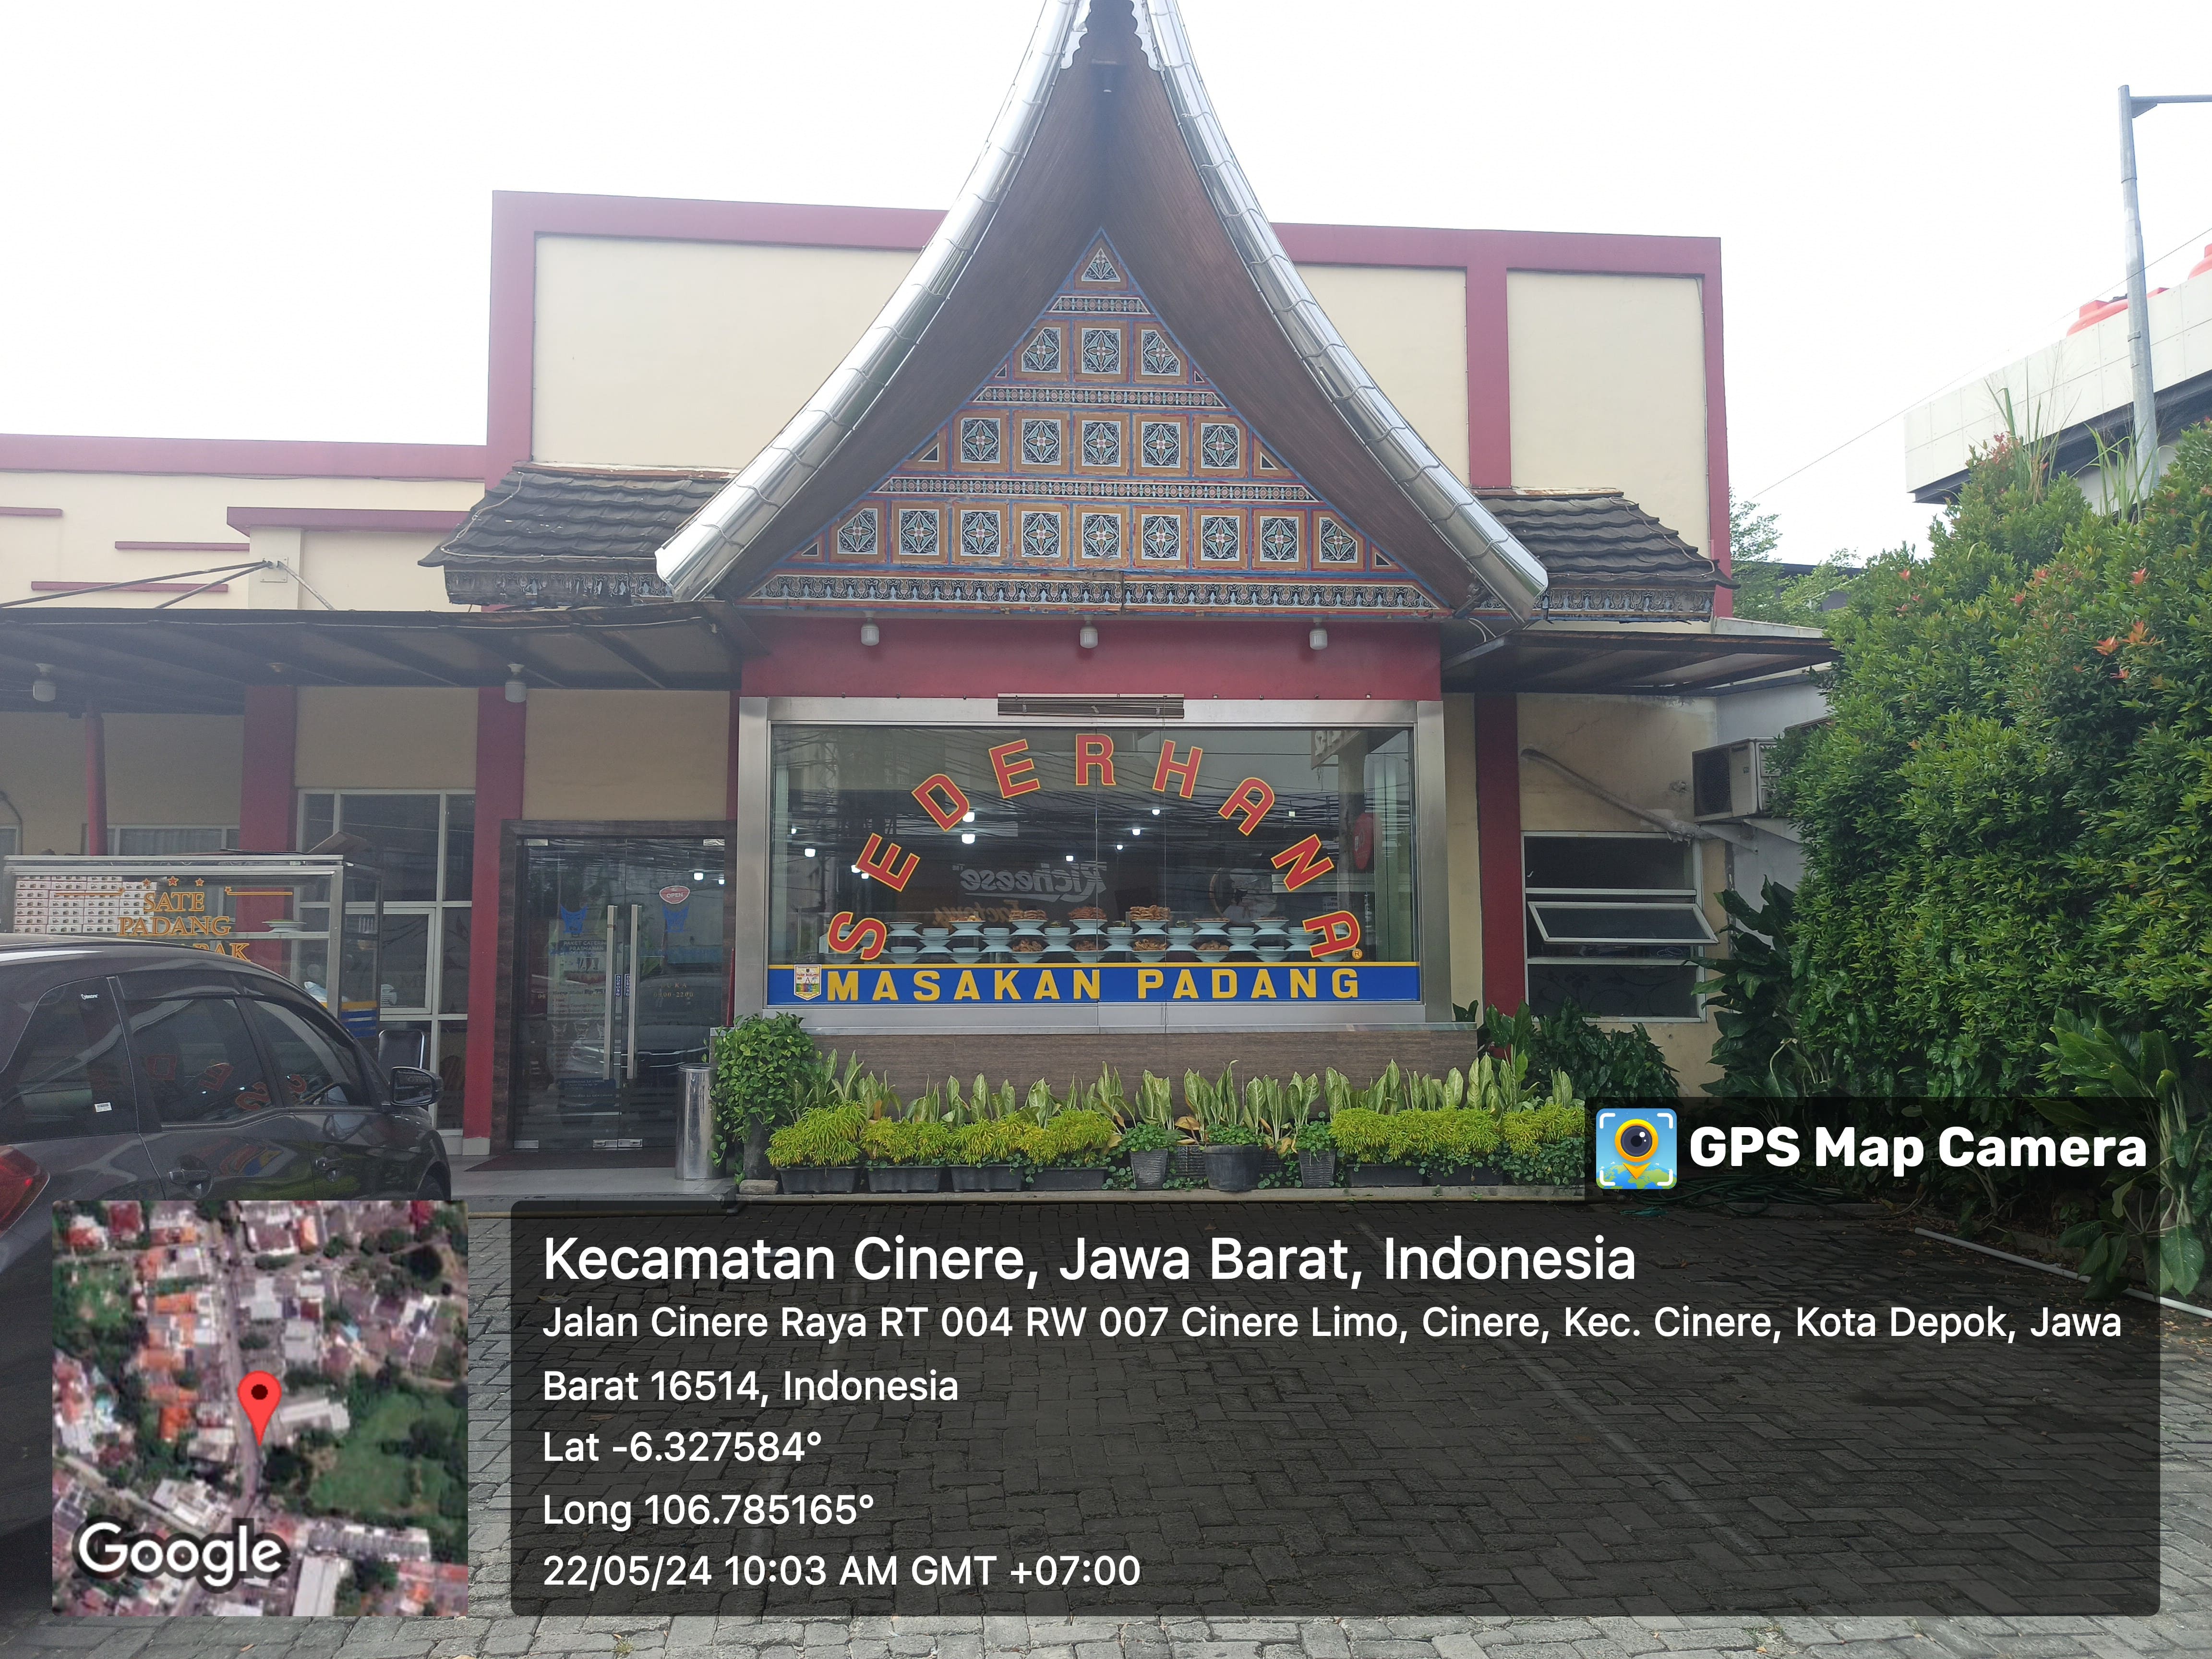 SEDERHANA
MASAKAN PADANG
SATE
PADANG
OPEN
Richeese
Factory
GPS Map Camera
Kecamatan Cinere, Jawa Barat, Indonesia
Jalan Cinere Raya RT 004 RW 007 Cinere Limo, Cinere, Kec. Cinere, Kota Depok, Jawa
Barat 16514, Indonesia
Lat -6.327584°
Long 106.785165°
22/05/24 10:03 AM GMT +07:00
Google